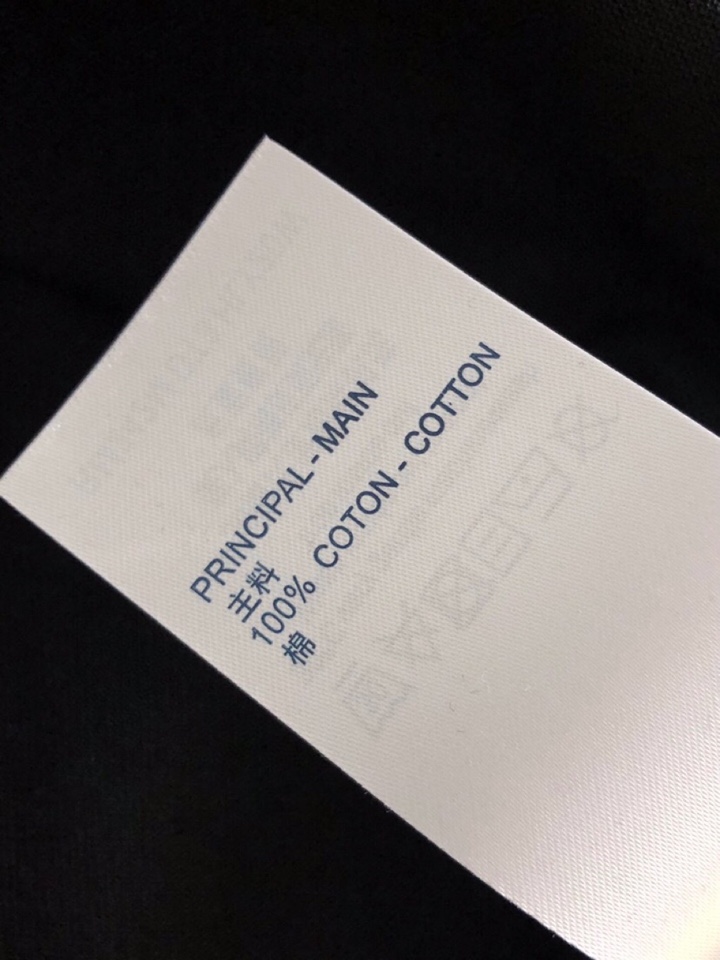 PRINCIPAL - MAIN
主料
100% COTON - COTTON
棉